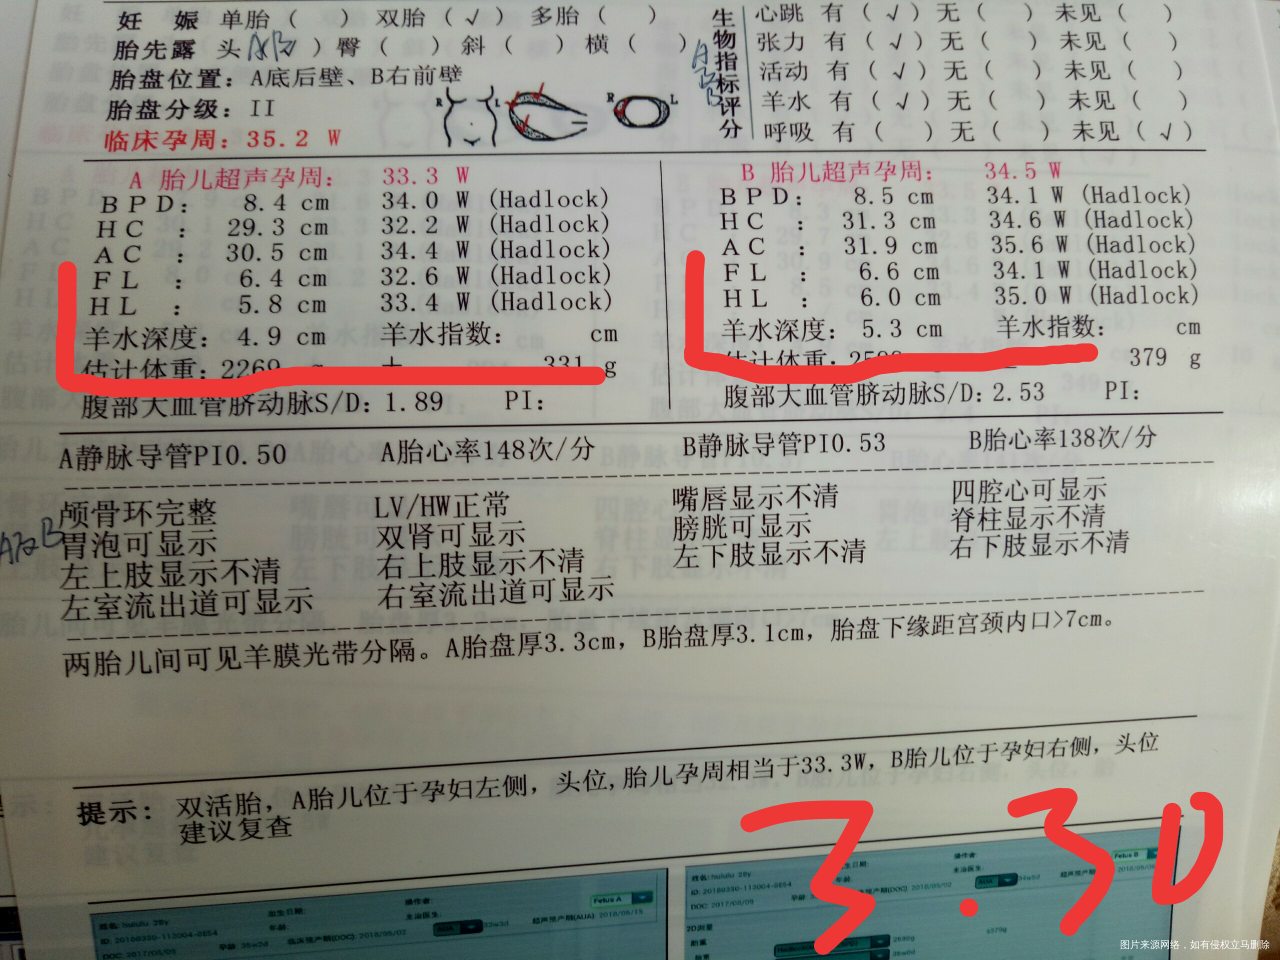 妊 娠 单胎（ ） 双胎（ √ ） 多胎（ ）
胎先露 头 AB ）臀（ ）斜（ ）横（ ）
胎盘位置：A底后壁、B右前壁
胎盘分级：II
临床孕周：35.2 W
R L R L
生物指标评分
心跳 有（ √ ）无（ ）未见（ ）
张力 有（ √ ）无（ ）未见（ ）
活动 有（ √ ）无（ ）未见（ ）
羊水 有（ √ ）无（ ）未见（ ）
呼吸 有（ ）无（ ）未见（ √ ）
A 胎儿超声孕周： 33.3 W
BPD： 8.4 cm 34.0 W (Hadlock)
HC ： 29.3 cm 32.2 W (Hadlock)
AC ： 30.5 cm 34.4 W (Hadlock)
FL ： 6.4 cm 32.6 W (Hadlock)
HL ： 5.8 cm 33.4 W (Hadlock)
羊水深度：4.9 cm 羊水指数： cm
估计体重：2269 331 g
腹部大血管脐动脉S/D：1.89 PI：
B 胎儿超声孕周： 34.5 W
BPD： 8.5 cm 34.1 W (Hadlock)
HC ： 31.3 cm 34.6 W (Hadlock)
AC ： 31.9 cm 35.6 W (Hadlock)
FL ： 6.6 cm 34.1 W (Hadlock)
HL ： 6.0 cm 35.0 W (Hadlock)
羊水深度：5.3 cm 羊水指数： cm
估计体重： 379 g
腹部大血管脐动脉S/D：2.53 PI：
A静脉导管PI0.50 A胎心率148次/分 B静脉导管PI0.53 B胎心率138次/分
颅骨环完整 LV/HW正常 嘴唇显示不清 四腔心可显示
胃泡可显示 双肾可显示 膀胱可显示 脊柱显示不清
左上肢显示不清 右上肢显示不清 左下肢显示不清 右下肢显示不清
左室流出道可显示 右室流出道可显示
两胎儿间可见羊膜光带分隔。A胎盘厚3.3cm，B胎盘厚3.1cm，胎盘下缘距宫颈内口>7cm。
提示：双活胎，A胎儿位于孕妇左侧，头位，胎儿孕周相当于33.3W，B胎儿位于孕妇右侧，头位
建议复查
3.30
图片来源网络，如有侵权立马删除